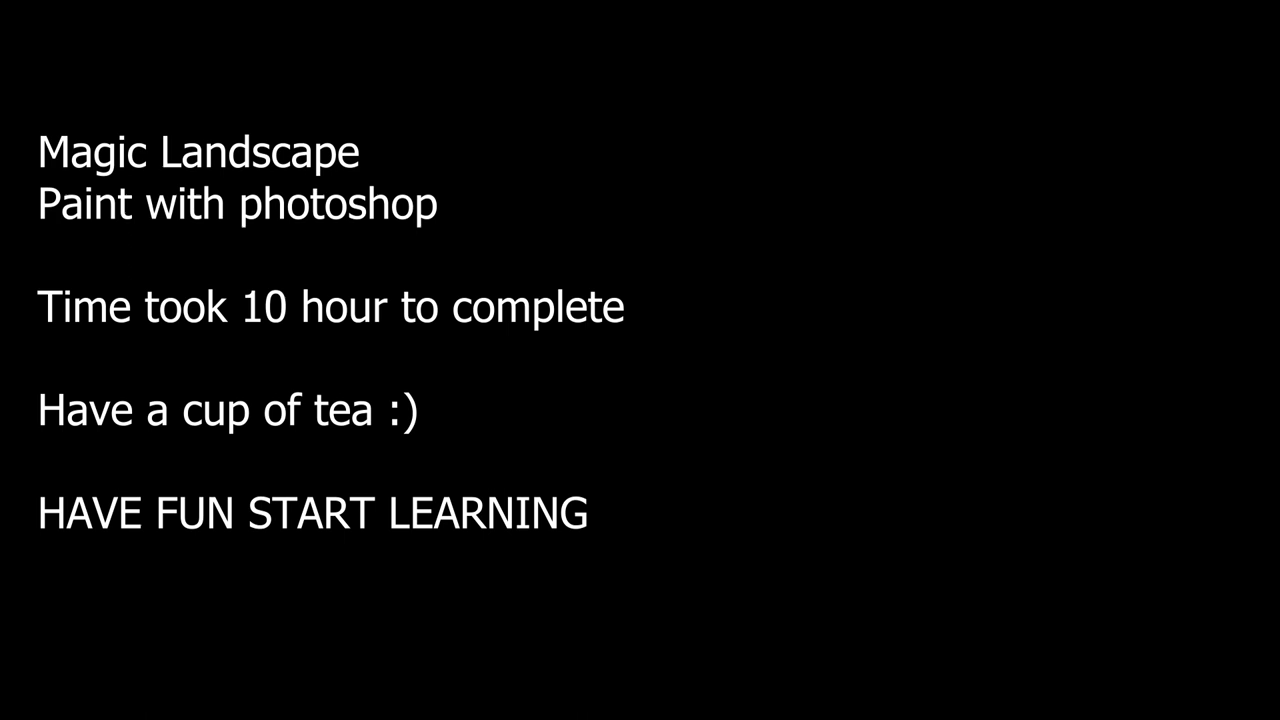 Magic Landscape
Paint with photoshop
Time took 10 hour to complete
Have a cup of tea :)
HAVE FUN START LEARNING